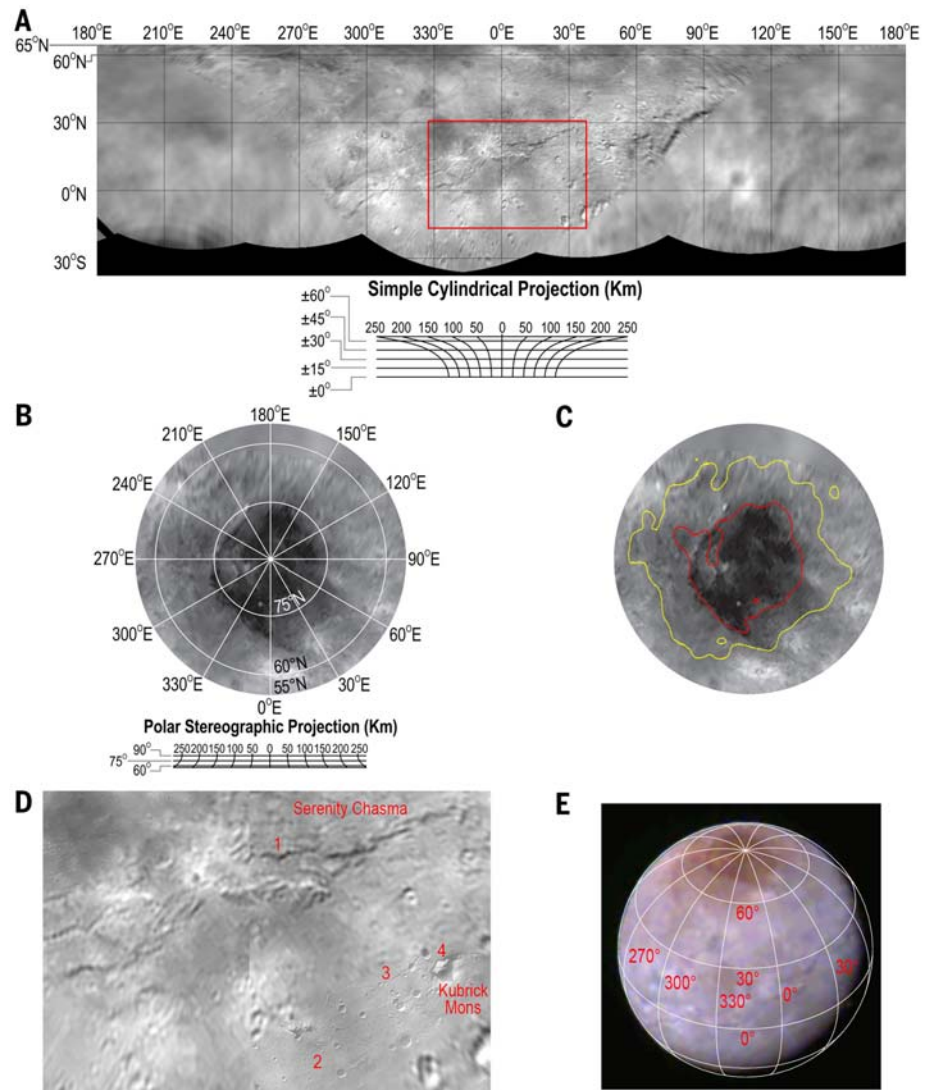 A
180°E 210°E 240°E 270°E 300°E 330°E 0°E 30°E 60°E 90°E 120°E 150°E 180°E
65°N
60°N
30°N
0°N
30°S
Simple Cylindrical Projection (Km)
±60°
±45°
±30°
±15°
±0°
250 200 150 100 50 0 50 100 150 200 250
B
180°E
210°E 150°E
240°E 120°E
270°E 90°E
300°E 60°E
330°E 30°E
0°E
75°N
60°N
55°N
Polar Stereographic Projection (Km)
90°
75°
60°
250 200 150 100 50 0 50 100 150 200 250
C
D
Serenity Chasma
1
4
3
Kubrick
Mons
2
E
60°
270° 30°
300° 30°
330° 0°
0°